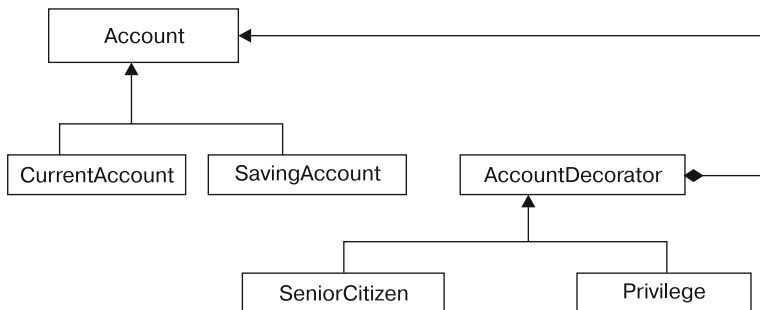 Account
CurrentAccount
SavingAccount
AccountDecorator
SeniorCitizen
Privilege